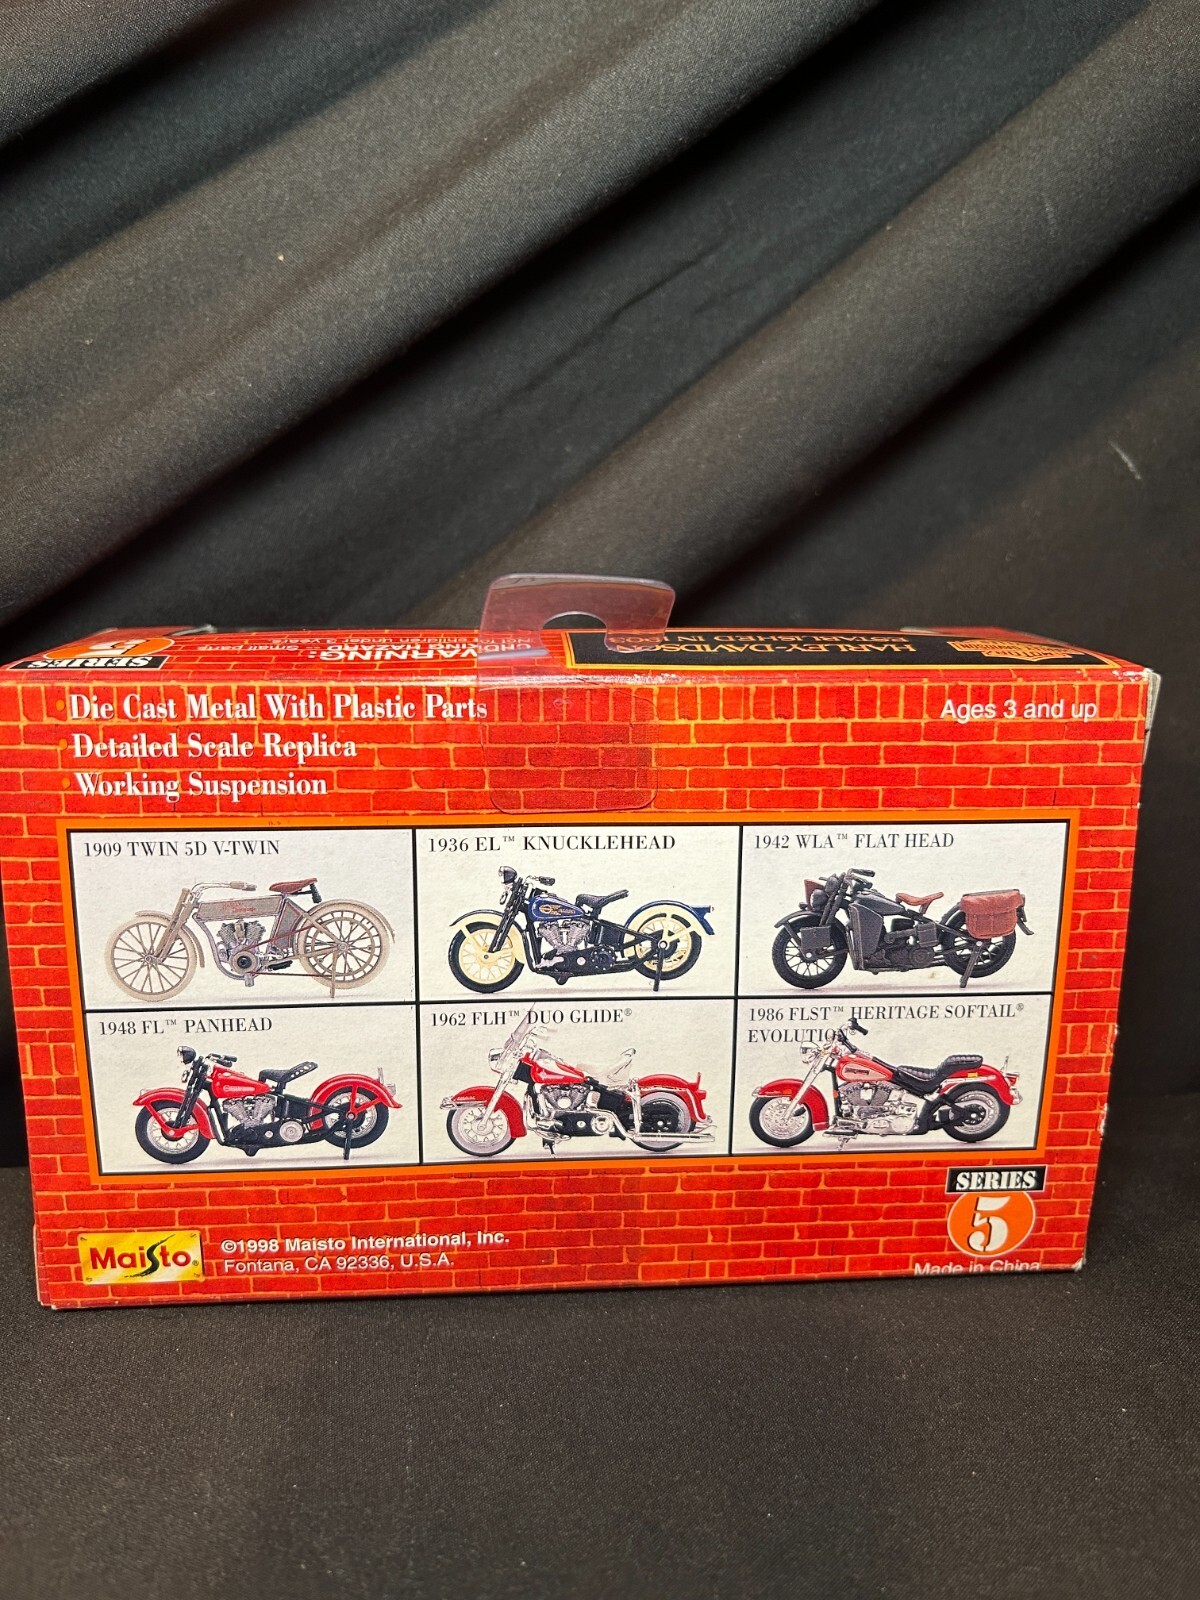 SERIES
5
WARNING:
CHOKING HAZARD -- Small parts
Not for children under 3 years
HARLEY-DAVIDSON
ESTABLISHED IN 1903
Die Cast Metal With Plastic Parts
Detailed Scale Replica
Working Suspension
Ages 3 and up
1909 TWIN 5D V-TWIN
1936 EL™ KNUCKLEHEAD
1942 WLA™ FLAT HEAD
1948 FL™ PANHEAD
1962 FLH™ DUO GLIDE®
1986 FLST™ HERITAGE SOFTAIL®
EVOLUTION
SERIES
5
Maisto®
©1998 Maisto International, Inc.
Fontana, CA 92336, U.S.A.
Made in China